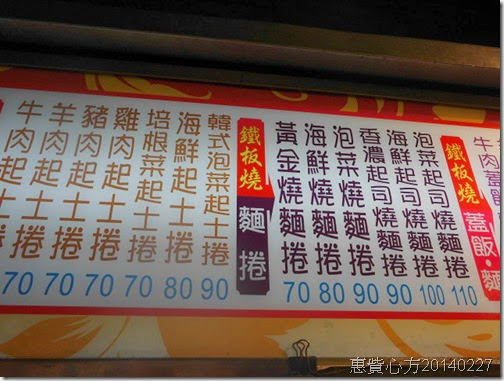 牛肉
鐵板燒 蓋飯·麵
泡菜起司燒麵捲
海鮮起司燒麵捲
香濃起司燒麵捲
泡菜燒麵捲
海鮮燒麵捲
黃金燒麵捲
70 80 90 90 100 110
鐵板燒 麵捲
韓式泡菜起士捲
海鮮起士捲
培根菜起士捲
雞肉起士捲
豬肉起士捲
羊肉起士捲
牛肉起士捲
70 70 70 70 80 90
惠貲心方20140227